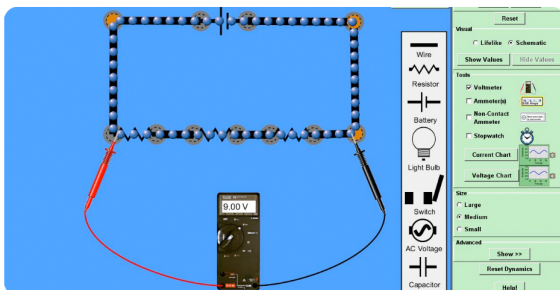 Reset
Visual
Lifelike Schematic
Show Values Hide Values
Tools
Voltmeter
Ammeter(s)
Non-Contact
Ammeter
Stopwatch
Current Chart
Voltage Chart
Size
Large
Medium
Small
Advanced
Show >>
Reset Dynamics
Help!
Wire
Resistor
Battery
Light Bulb
Switch
AC Voltage
Capacitor
9.00 V